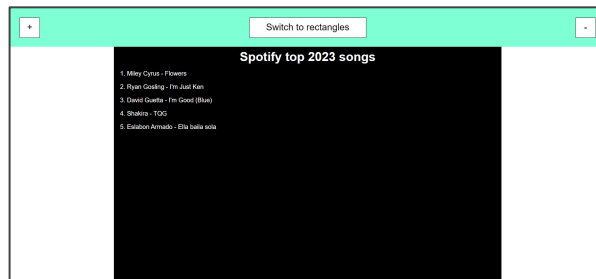 +
Switch to rectangles
-
Spotify top 2023 songs
1. Miley Cyrus - Flowers
2. Ryan Gosling - I'm Just Ken
3. David Guetta - I'm Good (Blue)
4. Shakira - TQG
5. Eslabon Armado - Ella baila sola